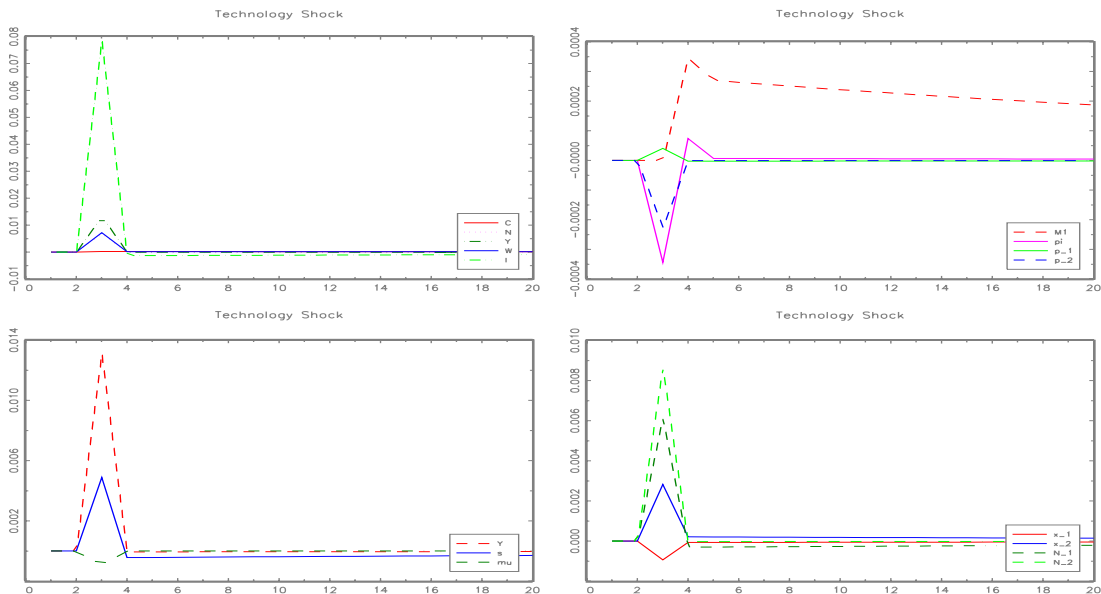 Technology Shock
0.08
0.07
0.06
0.05
0.04
0.03
0.02
0.01
0.00
-0.01
0 2 4 6 8 10 12 14 16 18 20
C
N
Y
W
I
Technology Shock
0.0004
0.0002
-0.0000
-0.0002
-0.0004
0 2 4 6 8 10 12 14 16 18 20
M1
pi
p_1
p_2
Technology Shock
0.014
0.010
0.006
0.002
0 2 4 6 8 10 12 14 16 18 20
Y
s
mu
Technology Shock
0.010
0.008
0.006
0.004
0.002
0.000
0 2 4 6 8 10 12 14 16 18 20
x_1
x_2
N_1
N_2